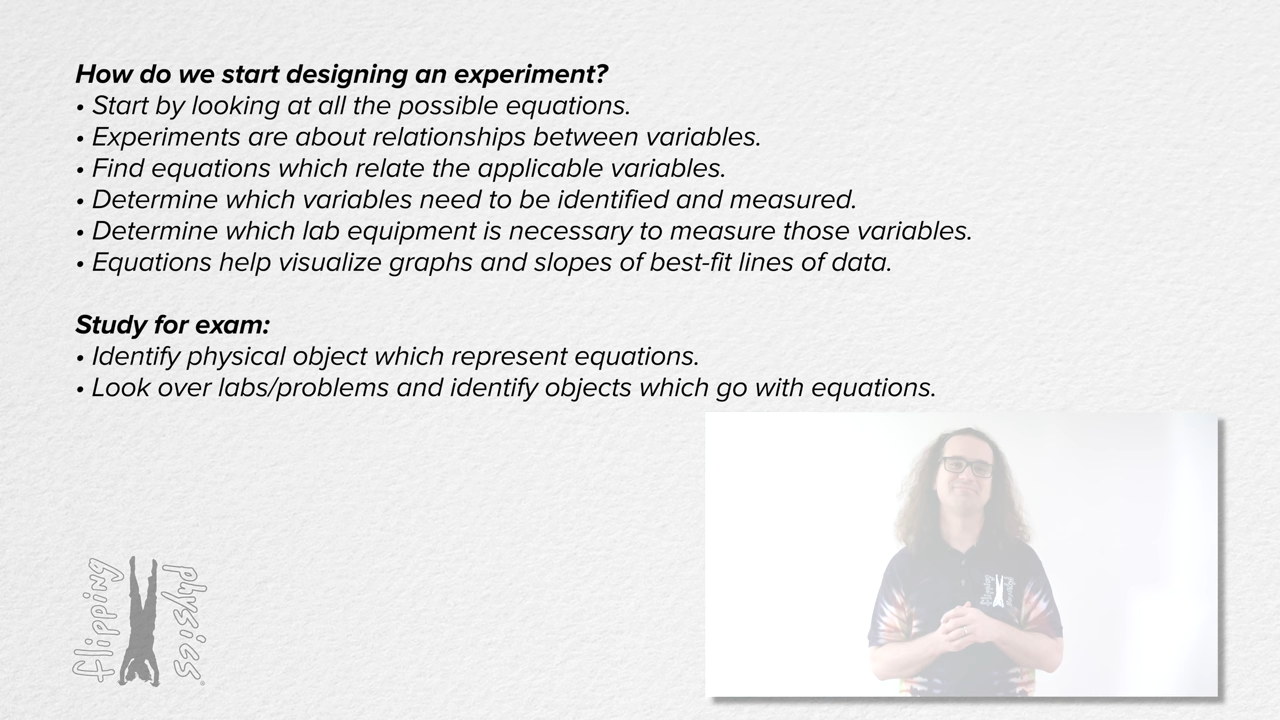 How do we start designing an experiment?
• Start by looking at all the possible equations.
• Experiments are about relationships between variables.
• Find equations which relate the applicable variables.
• Determine which variables need to be identified and measured.
• Determine which lab equipment is necessary to measure those variables.
• Equations help visualize graphs and slopes of best-fit lines of data.
Study for exam:
• Identify physical object which represent equations.
• Look over labs/problems and identify objects which go with equations.
flipping
physics
flipping
physics